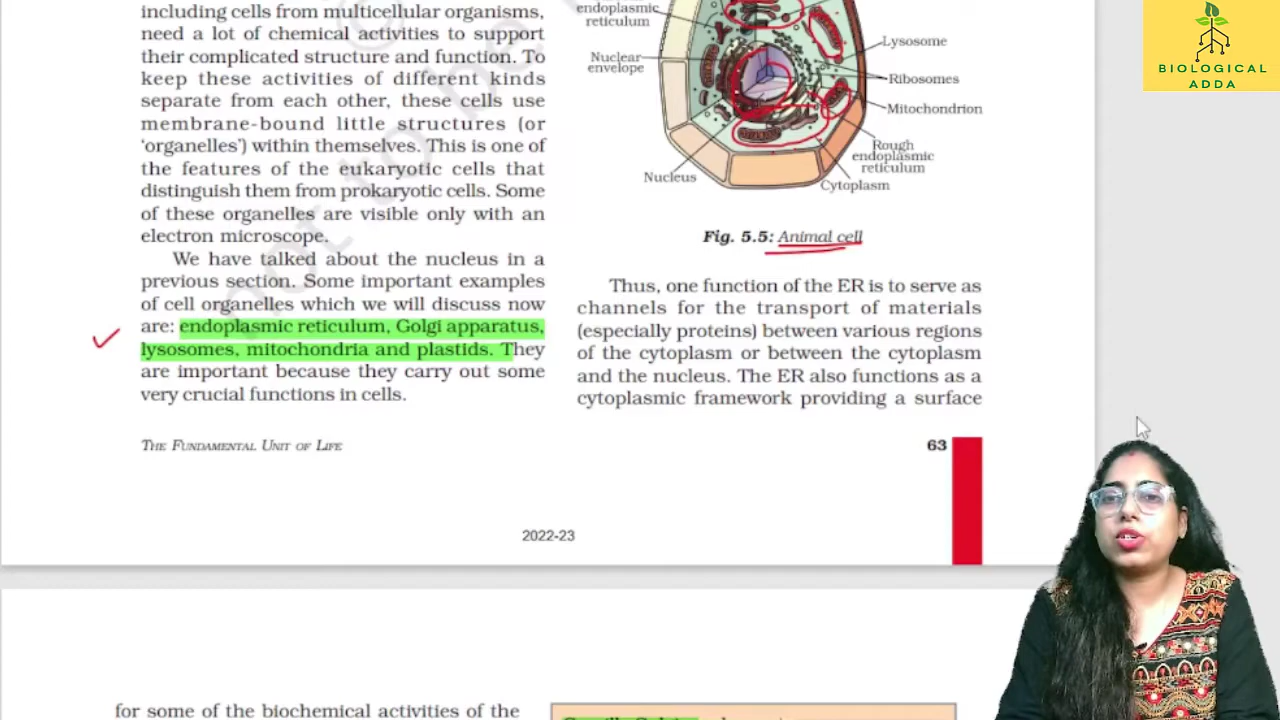 including cells from multicellular organisms,
need a lot of chemical activities to support
their complicated structure and function. To
keep these activities of different kinds
separate from each other, these cells use
membrane-bound little structures (or
‘organelles’) within themselves. This is one of
the features of the eukaryotic cells that
distinguish them from prokaryotic cells. Some
of these organelles are visible only with an
electron microscope.
We have talked about the nucleus in a
previous section. Some important examples
of cell organelles which we will discuss now
are: endoplasmic reticulum, Golgi apparatus,
lysosomes, mitochondria and plastids. They
are important because they carry out some
very crucial functions in cells.
endoplasmic
reticulum
Nuclear
envelope
Nucleus
Lysosome
Ribosomes
Mitochondrion
Rough
endoplasmic
reticulum
Cytoplasm
Fig. 5.5: Animal cell
Thus, one function of the ER is to serve as
channels for the transport of materials
(especially proteins) between various regions
of the cytoplasm or between the cytoplasm
and the nucleus. The ER also functions as a
cytoplasmic framework providing a surface
THE FUNDAMENTAL UNIT OF LIFE
63
2022-23
for some of the biochemical activities of the
BIOLOGICAL
ADDA
not to be